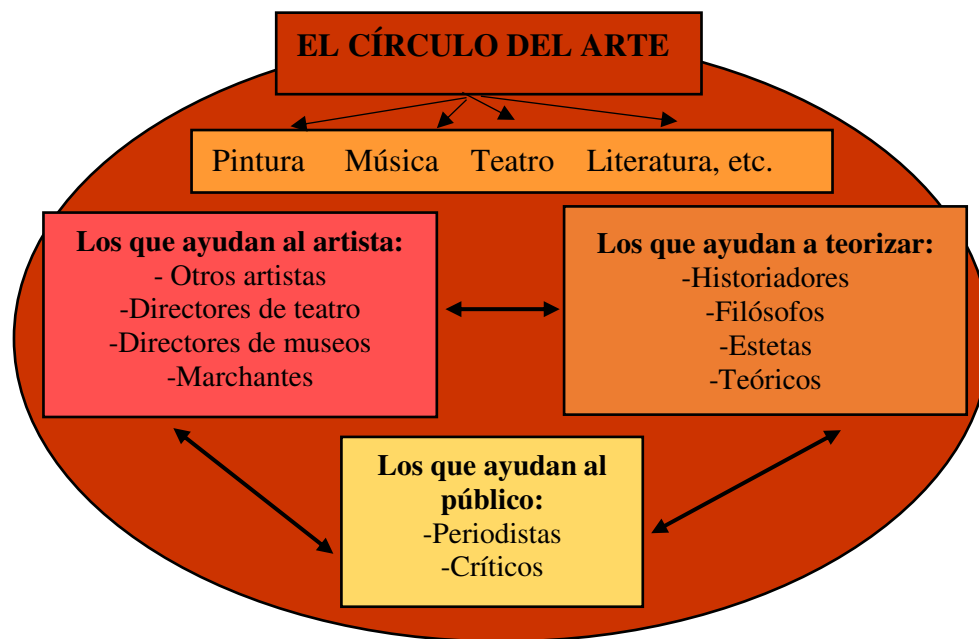 EL CÍRCULO DEL ARTE
Pintura Música Teatro Literatura, etc.
Los que ayudan al artista:
- Otros artistas
-Directores de teatro
-Directores de museos
-Marchantes
Los que ayudan a teorizar:
-Historiadores
-Filósofos
-Estetas
-Teóricos
Los que ayudan al
público:
-Periodistas
-Críticos